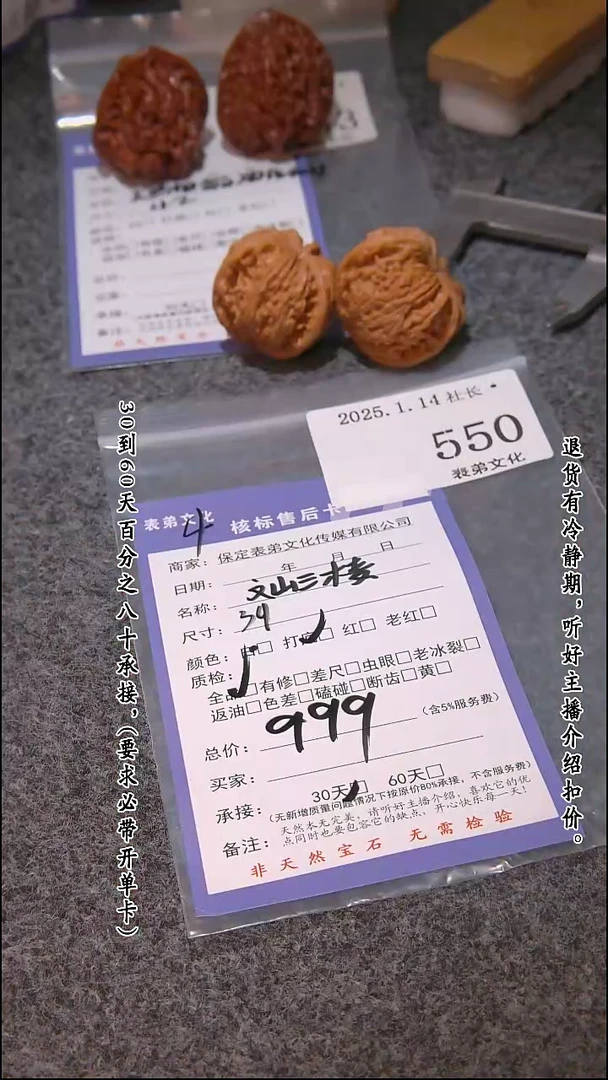 2025.1.14 社长
550
表弟文化
表弟文化 核标售后卡
4
商家：保定表弟文化传媒有限公司
日期： 年 月 日
名称： 文山三棱
尺寸： 34
颜色： 白□ 打底□ 红□ 老红□
质检：
全品□有修□差尺□虫眼□老冰裂□
返油□色差□磕碰□断齿□黄□
总价： 999 （含5%服务费）
买家：
承接： 30天□ 60天□
（无新增质量问题情况下按原价80%承接，不含服务费）
备注： 天然本无完美，请听好主播介绍，喜欢它的优
点同时也要包容它的缺点，开心快乐每一天！
非天然宝石 无需检验
退货有冷静期，听好主播介绍扣价。
30到60天百分之八十承接，（要求必带开单卡）